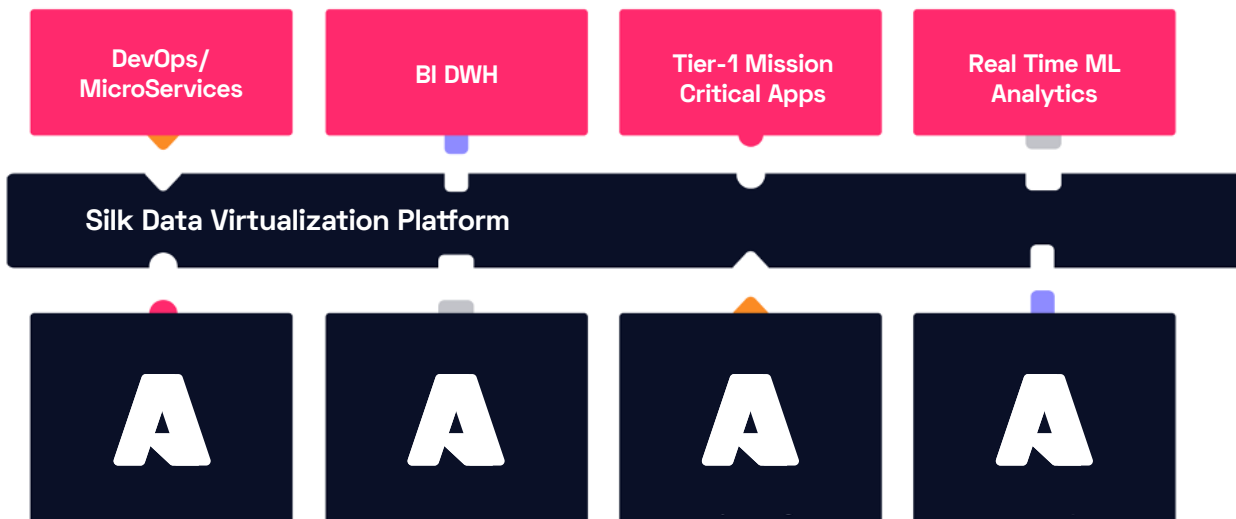 DevOps/
MicroServices
BI DWH
Tier-1 Mission
Critical Apps
Real Time ML
Analytics
Silk Data Virtualization Platform